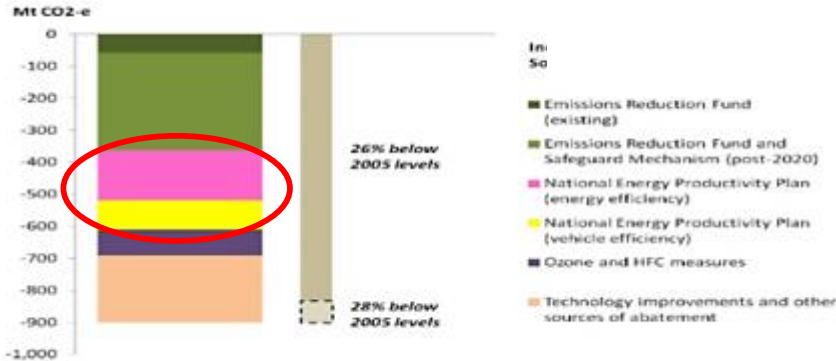 Mt CO2-e
0
-100
-200
-300
-400
-500
-600
-700
-800
-900
-1,000
26% below
2005 levels
28% below
2005 levels
Emissions Reduction Fund
(existing)
Emissions Reduction Fund and
Safeguard Mechanism (post-2020)
National Energy Productivity Plan
(energy efficiency)
National Energy Productivity Plan
(vehicle efficiency)
Ozone and HFC measures
Technology improvements and other
sources of abatement